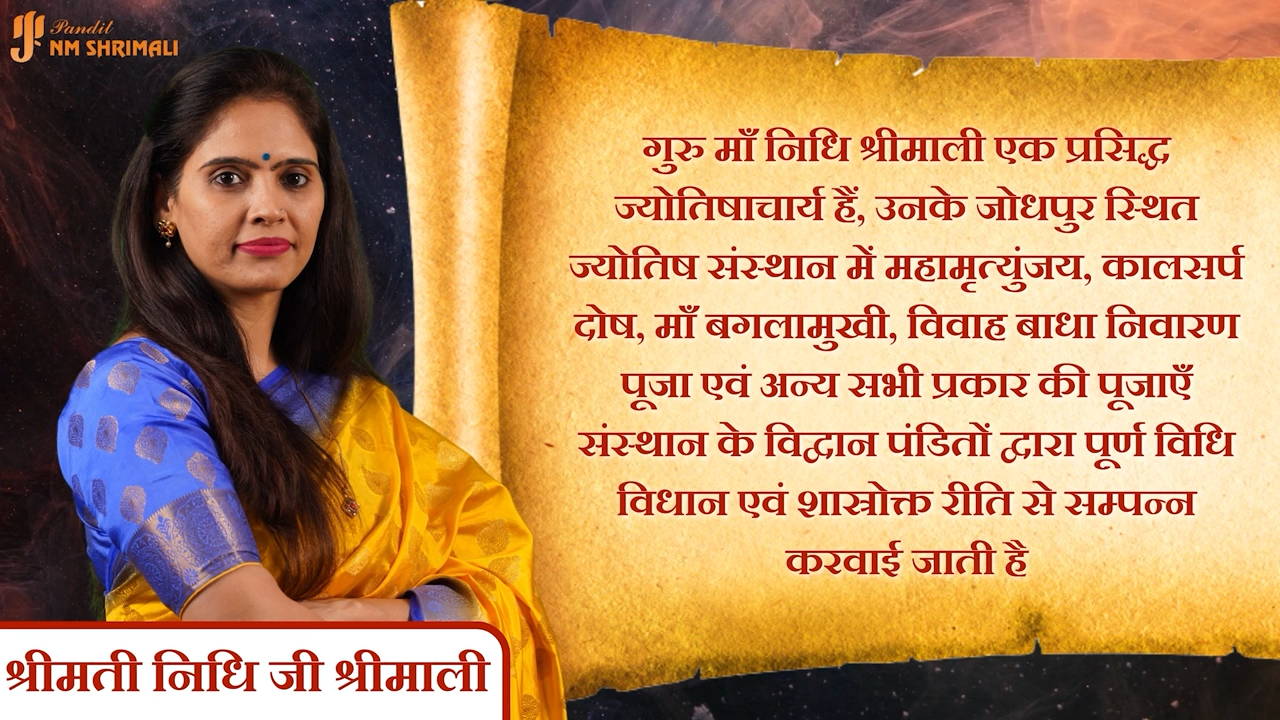 Pandit
NM SHRIMALI
गुरु माँ निधि श्रीमाली एक प्रसिद्ध
ज्योतिषाचार्य हैं, उनके जोधपुर स्थित
ज्योतिष संस्थान में महामृत्युंजय, कालसर्प
दोष, माँ बगलामुखी, विवाह बाधा निवारण
पूजा एवं अन्य सभी प्रकार की पूजाएँ
संस्थान के विद्वान पंडितों द्वारा पूर्ण विधि
विधान एवं शास्रोक्त रीति से सम्पन्न
करवाई जाती है
श्रीमती निधि जी श्रीमाली